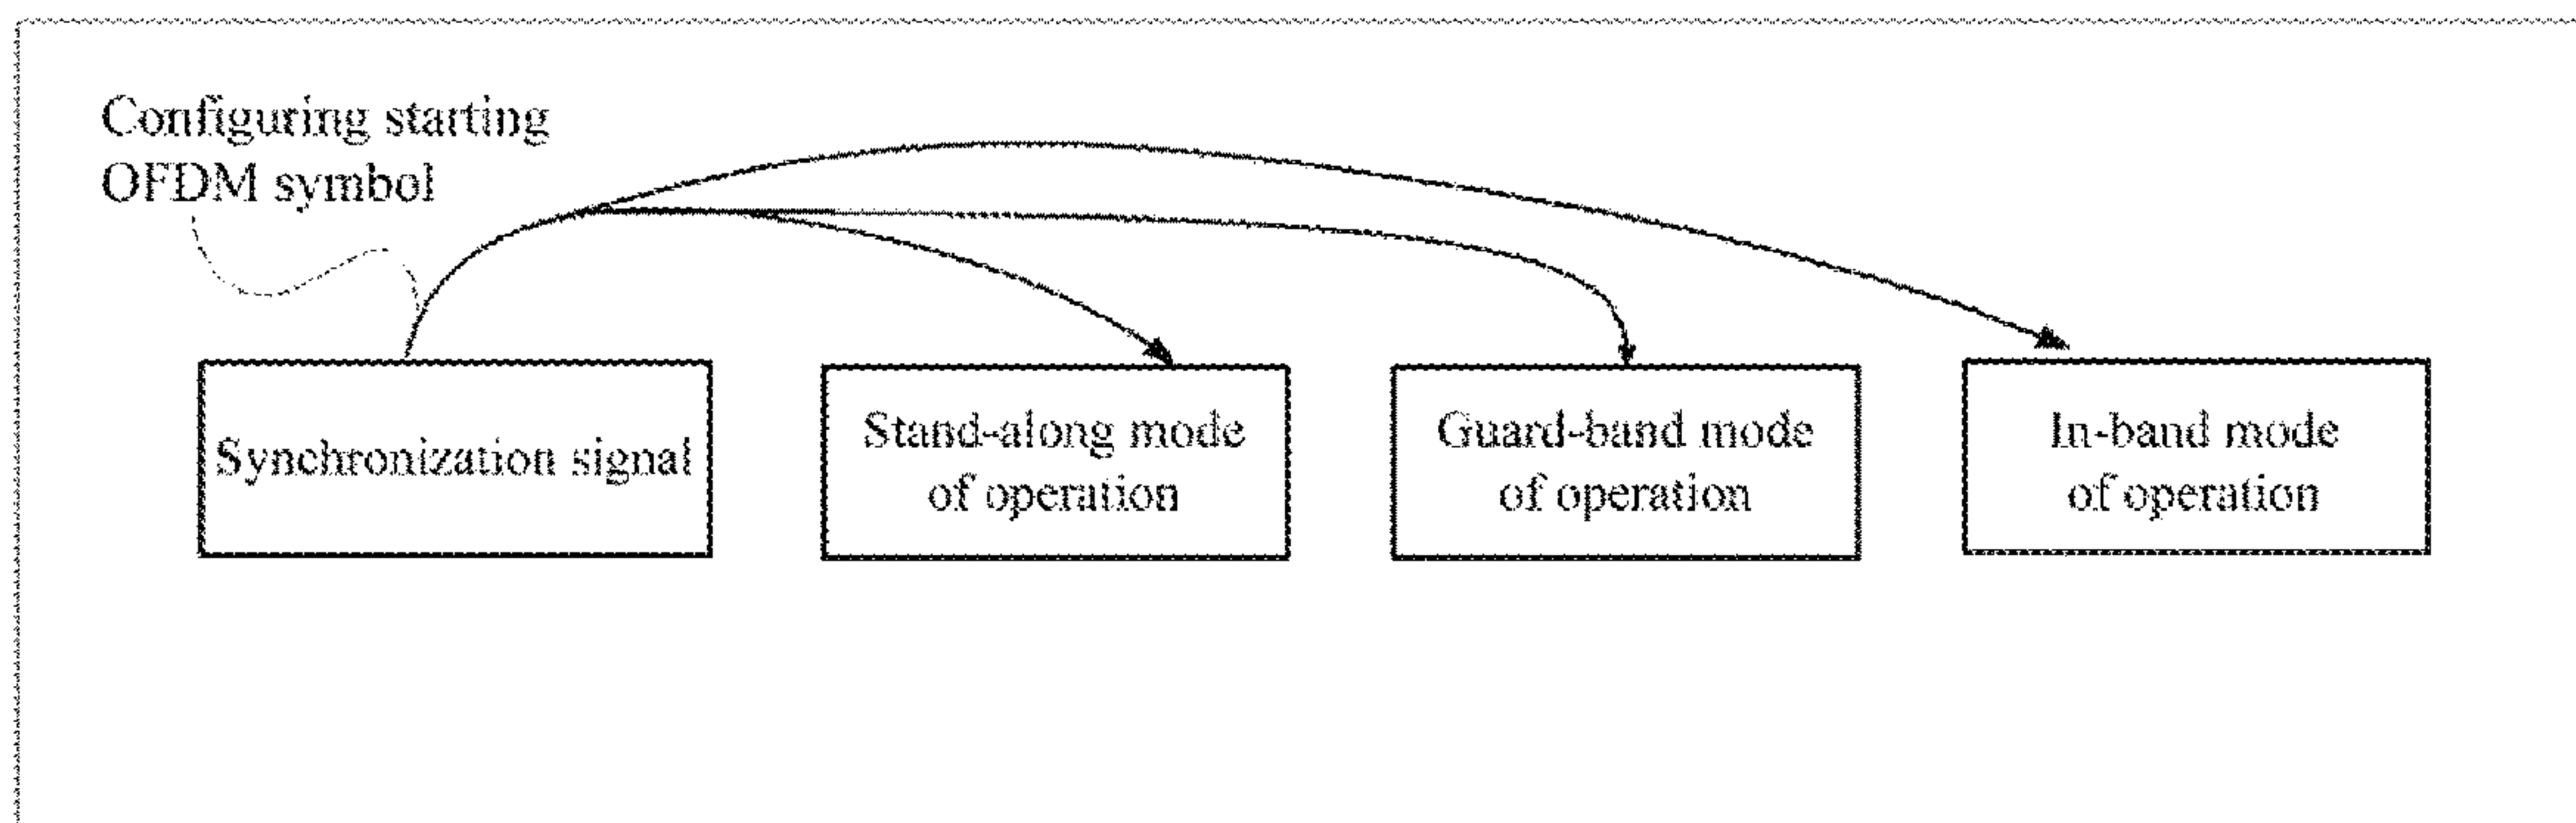 Configuring starting
OFDM symbol
Synchronization signal
Stand-along mode
of operation
Guard-band mode
of operation
In-band mode
of operation